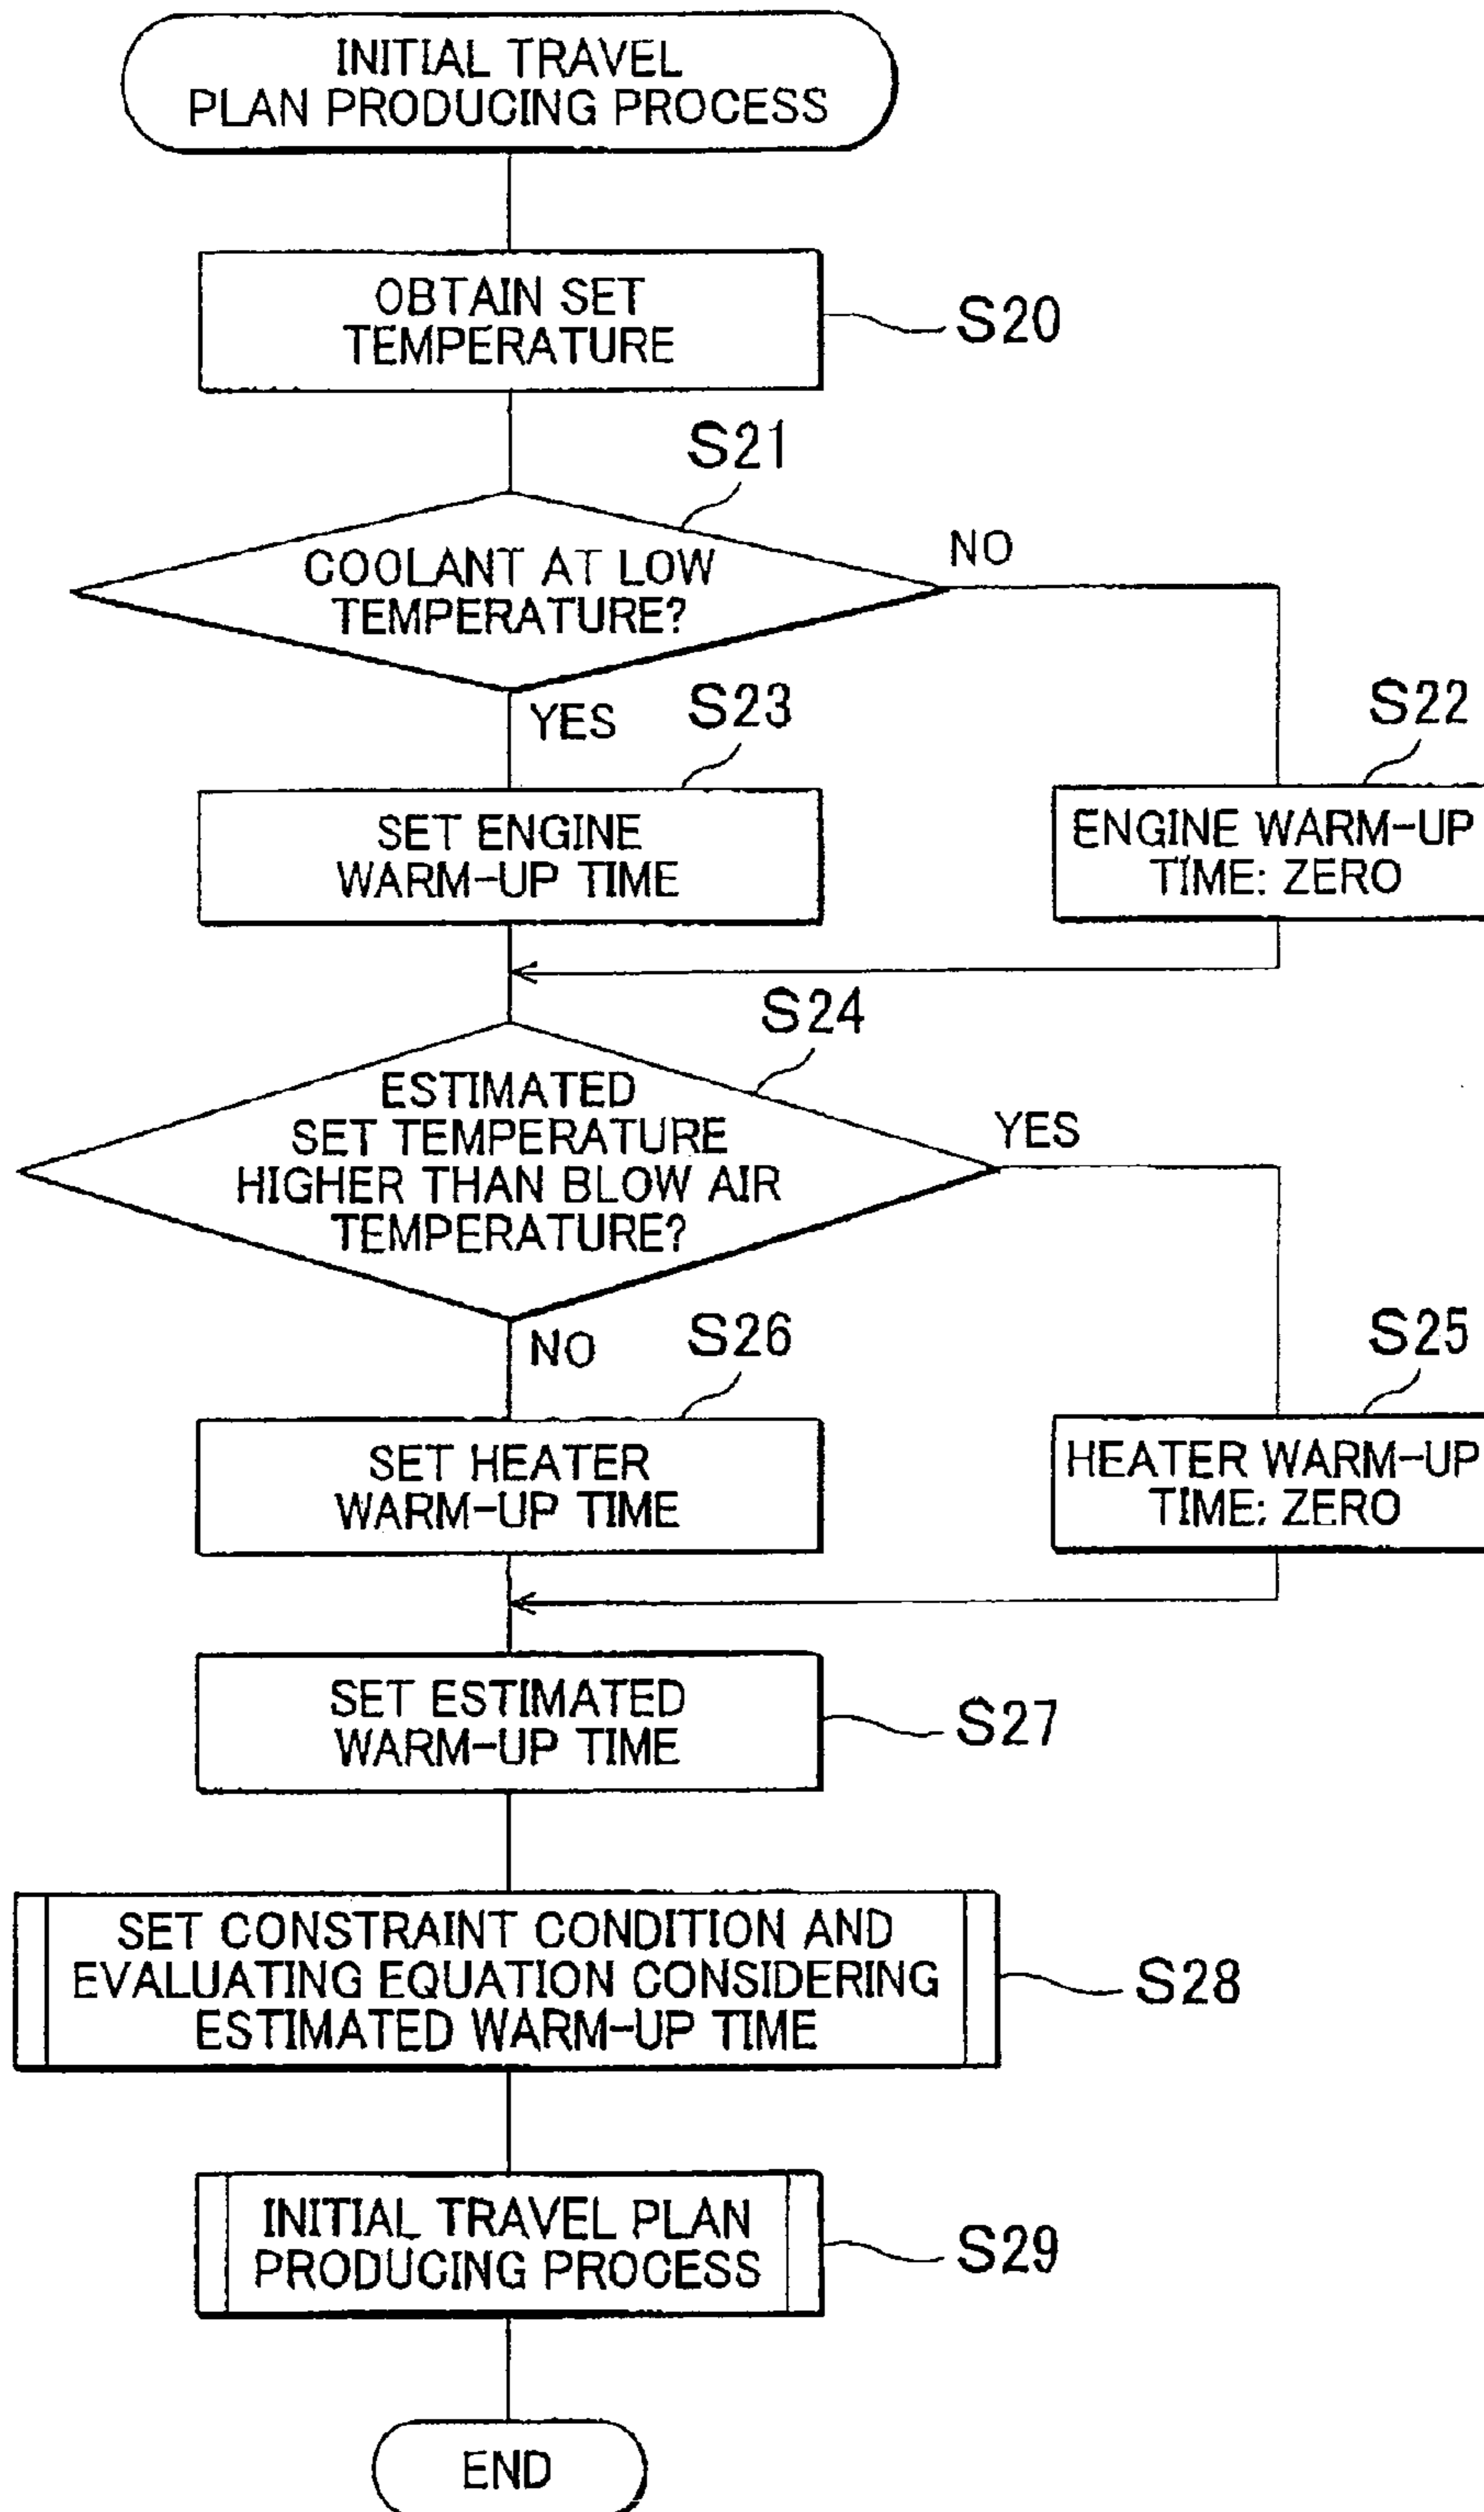 INITIAL TRAVEL
PLAN PRODUCING PROCESS
OBTAIN SET
TEMPERATURE
S20
S21
COOLANT AT LOW
TEMPERATURE?
NO
YES
S23
S22
SET ENGINE
WARM-UP TIME
ENGINE WARM-UP
TIME: ZERO
S24
ESTIMATED
SET TEMPERATURE
HIGHER THAN BLOW AIR
TEMPERATURE?
YES
NO
S26
S25
SET HEATER
WARM-UP TIME
HEATER WARM-UP
TIME: ZERO
SET ESTIMATED
WARM-UP TIME
S27
SET CONSTRAINT CONDITION AND
EVALUATING EQUATION CONSIDERING
ESTIMATED WARM-UP TIME
S28
INITIAL TRAVEL PLAN
PRODUCING PROCESS
S29
END